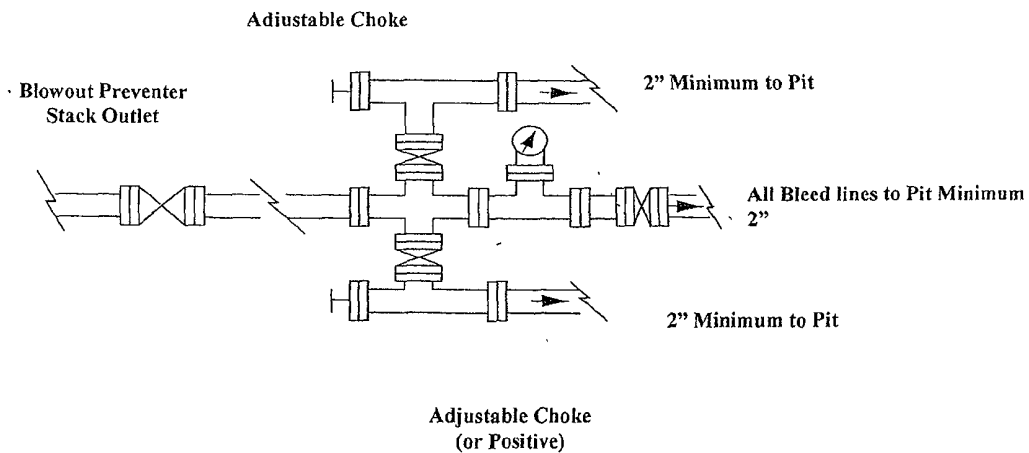 Adiustable Choke
Blowout Preventer
Stack Outlet
2” Minimum to Pit
All Bleed lines to Pit Minimum
2”
2” Minimum to Pit
Adjustable Choke
(or Positive)